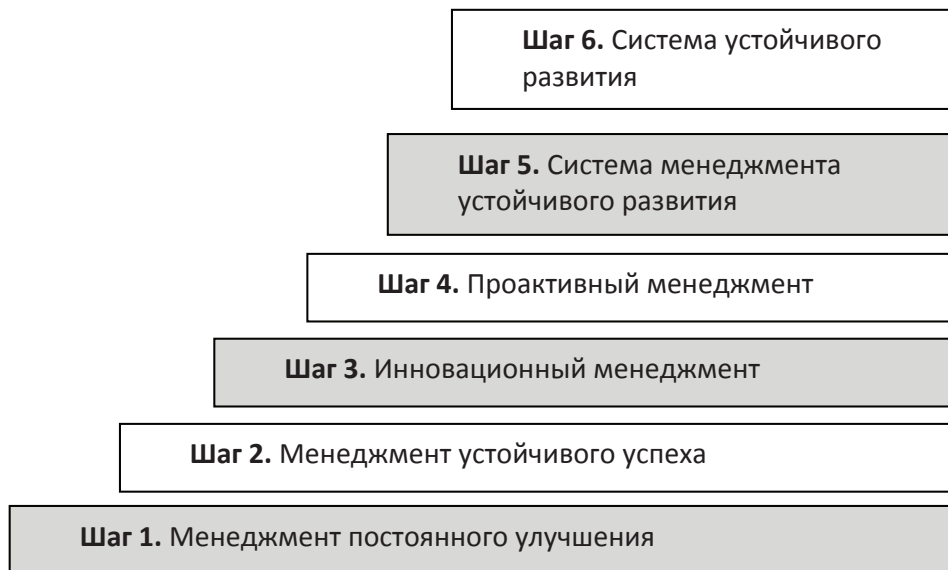 Шаг 6. Система устойчивого
развития
Шаг 5. Система менеджмента
устойчивого развития
Шаг 4. Проактивный менеджмент
Шаг 3. Инновационный менеджмент
Шаг 2. Менеджмент устойчивого успеха
Шаг 1. Менеджмент постоянного улучшения